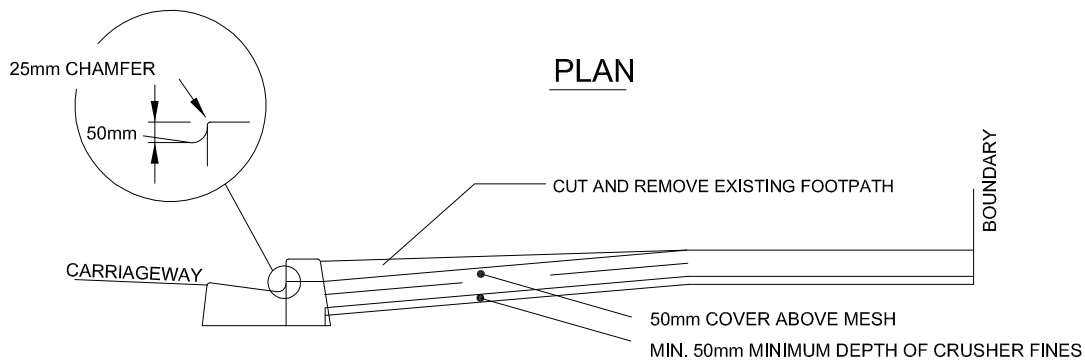 25mm CHAMFER
PLAN
50mm
CUT AND REMOVE EXISTING FOOTPATH
BOUNDARY
CARRIAGEWAY
50mm COVER ABOVE MESH
MIN. 50mm MINIMUM DEPTH OF CRUSHER FINES